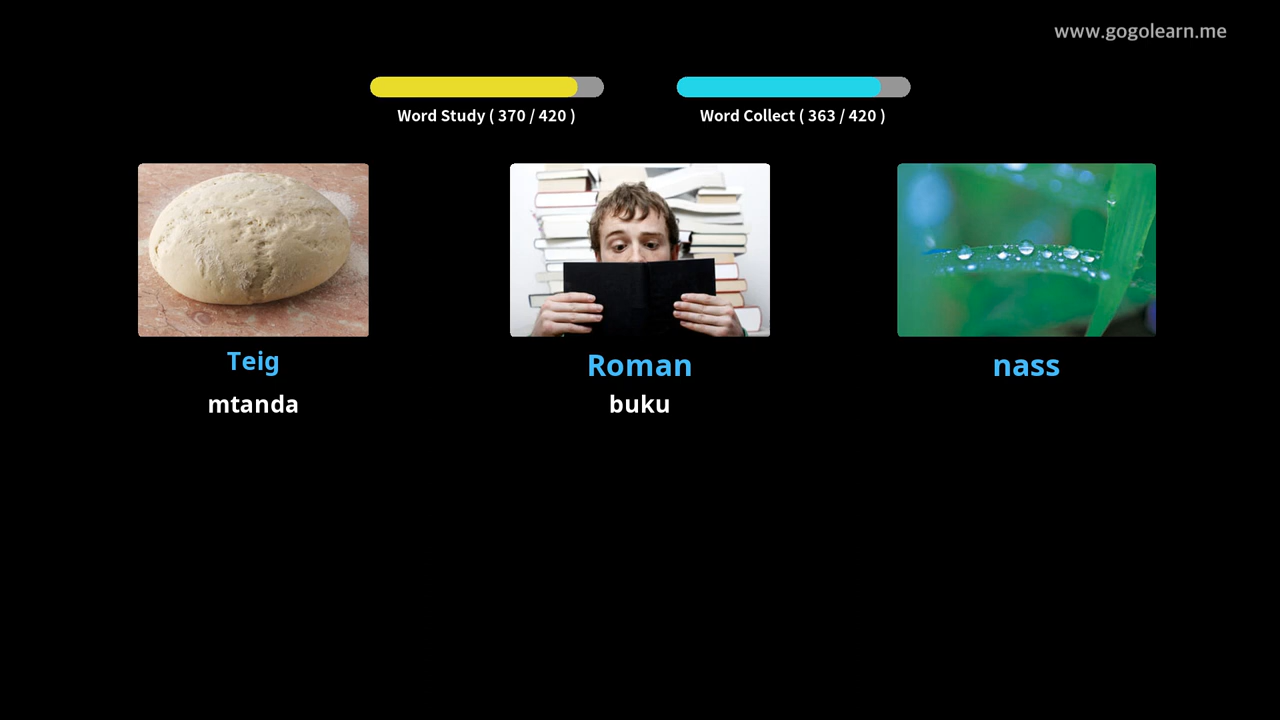 www.gogolearn.me
Word Study ( 370 / 420 )
Word Collect ( 363 / 420 )
Teig
mtanda
Roman
buku
nass